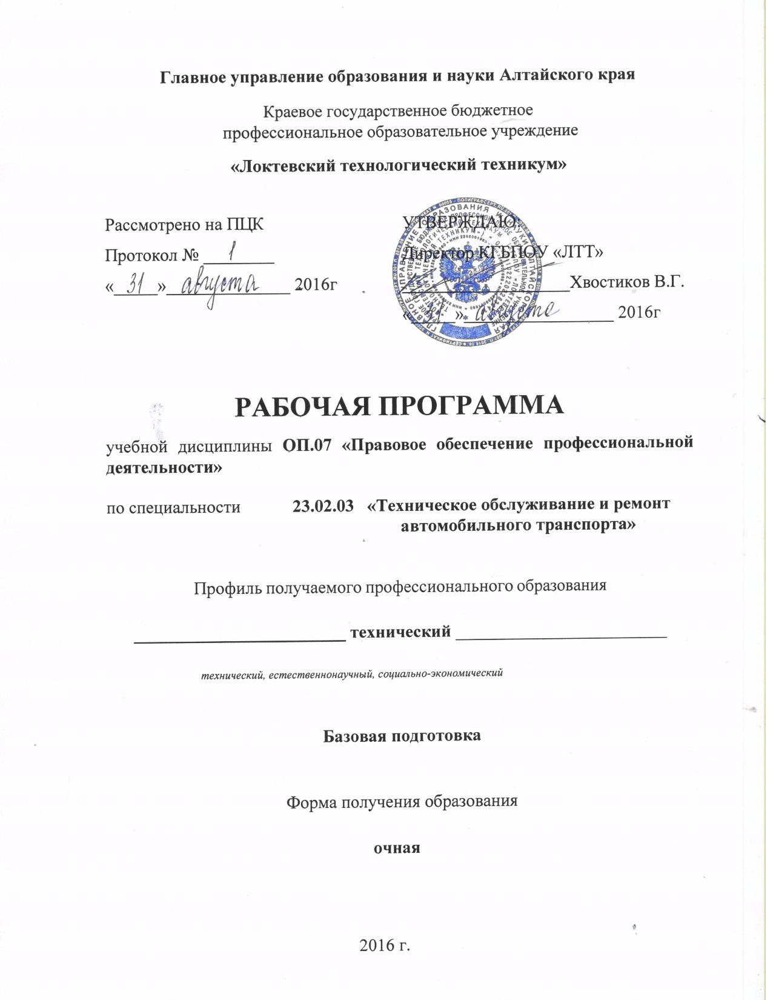 Главное управление образования и науки Алтайского края
Краевое государственное бюджетное
профессиональное образовательное учреждение
«Локтевский технологический техникум»
Рассмотрено на ПЦК
Протокол № 1
«31» августа 2016г
УТВЕРЖДАЮ:
Директор КГБПОУ «ЛТТ»
Хвостиков В.Г.
«31» августа 2016г
РАБОЧАЯ ПРОГРАММА
учебной дисциплины ОП.07 «Правовое обеспечение профессиональной
деятельности»
по специальности 23.02.03 «Техническое обслуживание и ремонт
автомобильного транспорта»
Профиль получаемого профессионального образования
технический
технический, естественнонаучный, социально-экономический
Базовая подготовка
Форма получения образования
очная
2016 г.